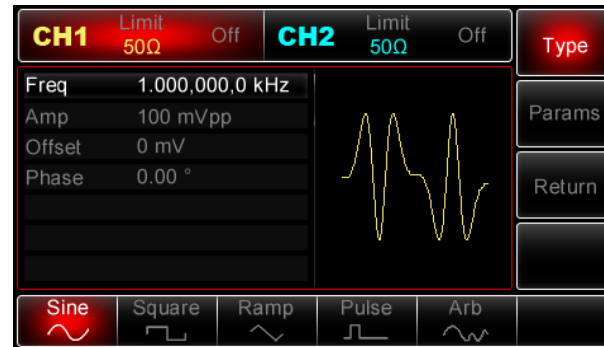 CH1 Limit 50Ω Off CH2 Limit 50Ω Off
Type
Freq 1.000,000,0 kHz
Amp 100 mVpp
Offset 0 mV
Phase 0.00 °
Params
Return
Sine Square Ramp Pulse Arb